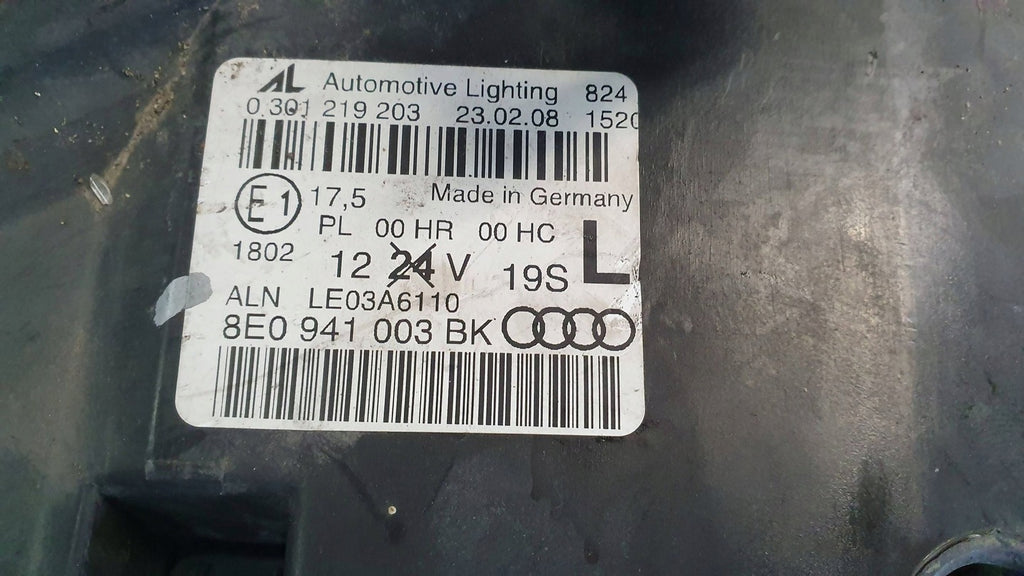 AL Automotive Lighting 824
0 301 219 203 23.02.08 1520
E1 17,5 Made in Germany
PL 00 HR 00 HC L
1802
12 24 V 19S
ALN LE03A6110
8E0 941 003 BK